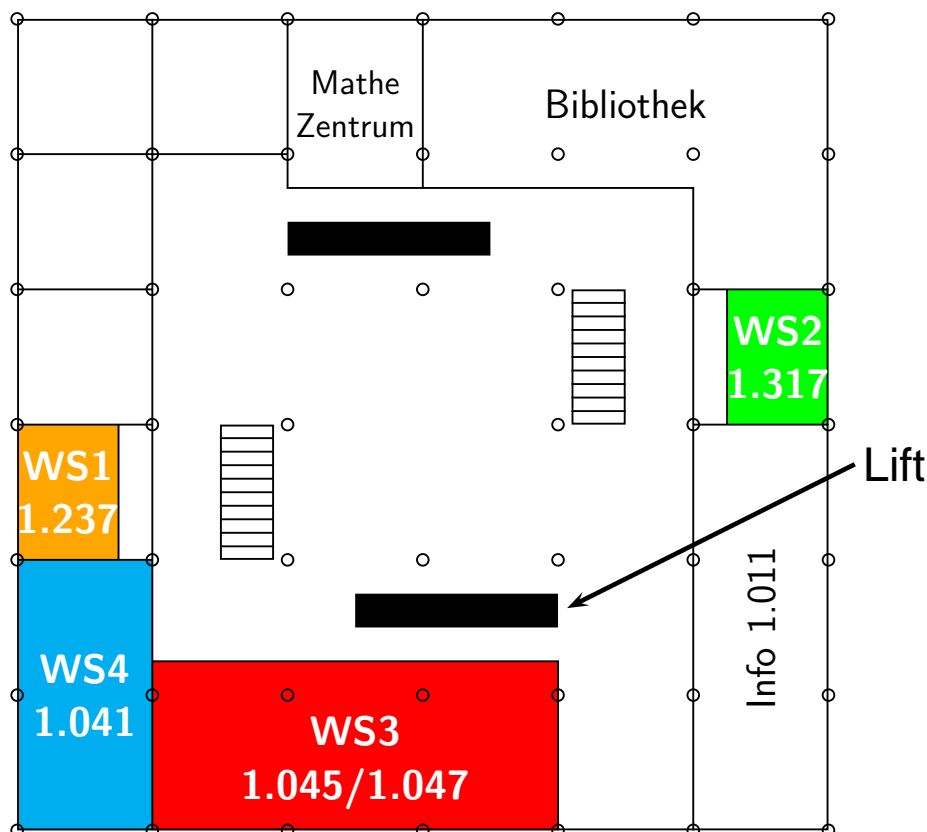 Mathe
Zentrum
Bibliothek
WS2
1.317
WS1
1.237
Lift
Info 1.011
WS4
1.041
WS3
1.045/1.047